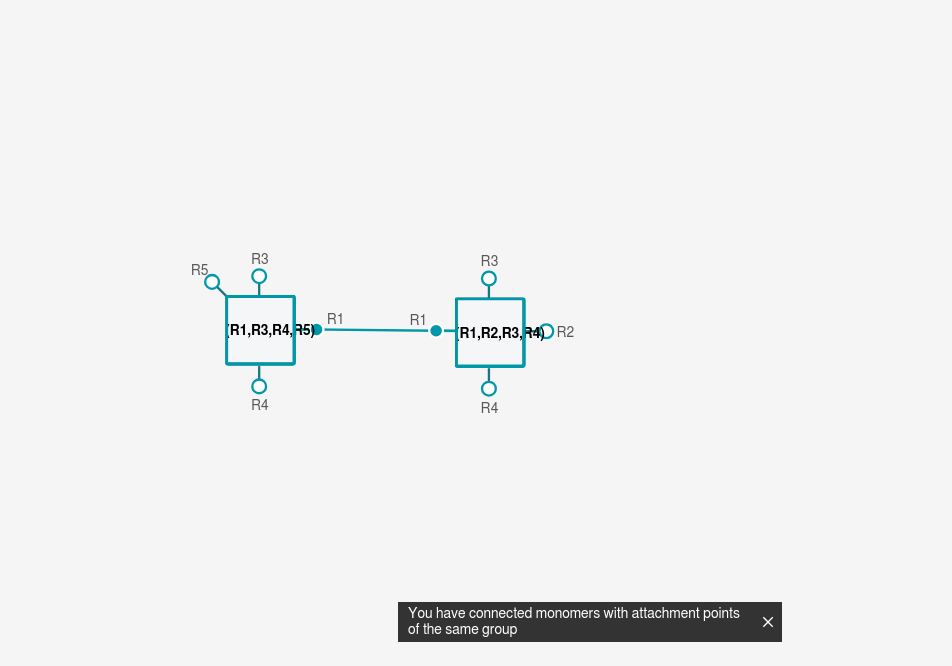 R3
R3
R5
R1
R1
(R1,R3,R4,R5)
(R1,R2,R3,R4)
R2
R4
R4
You have connected monomers with attachment points
of the same group